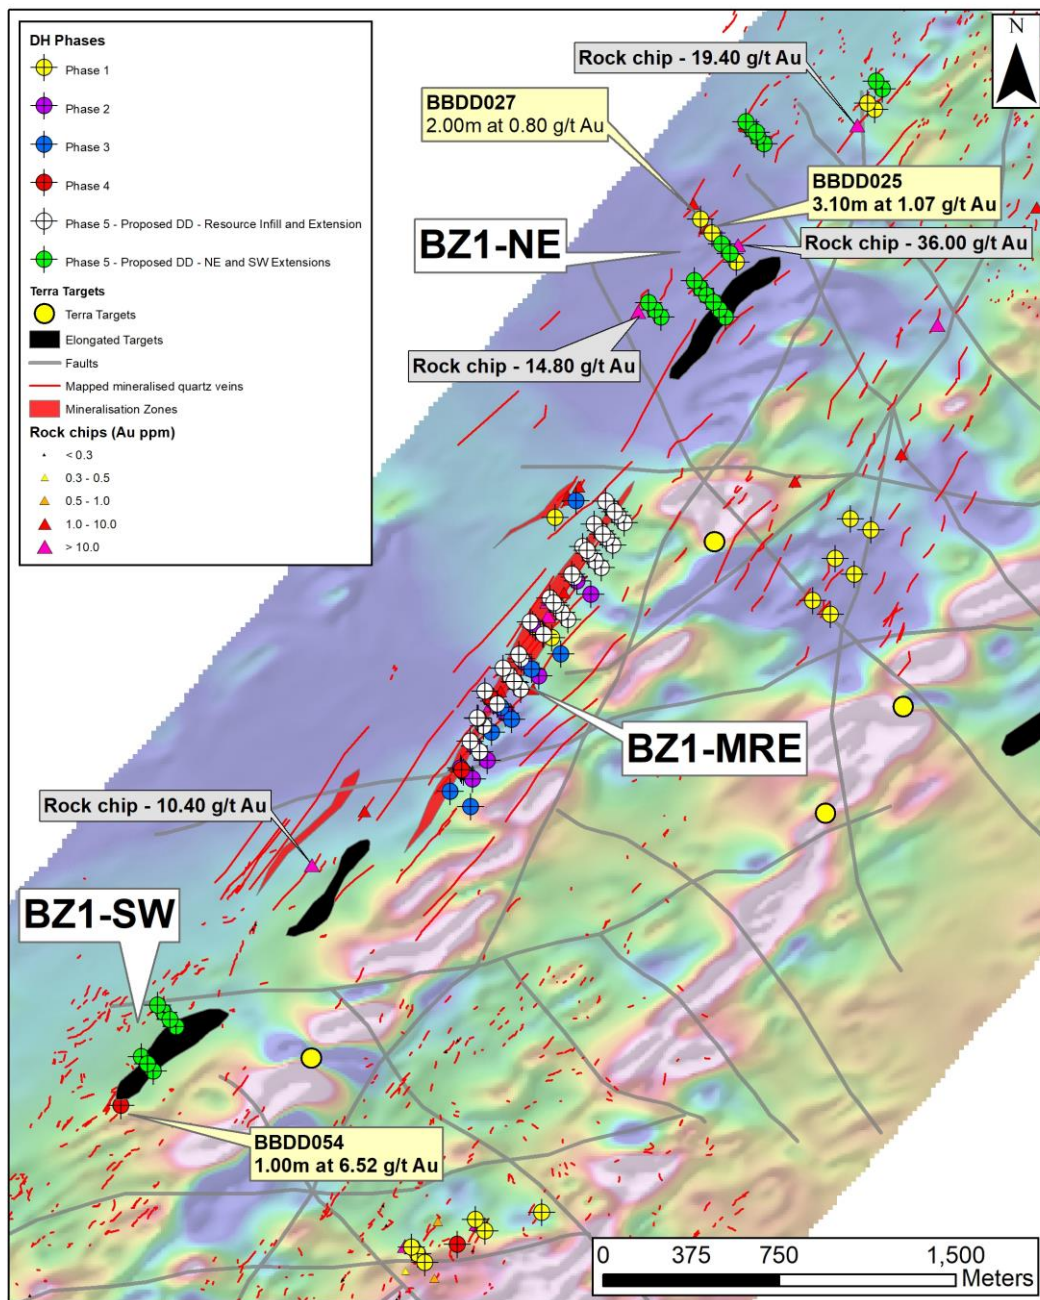 DH Phases
Phase 1
Phase 2
Phase 3
Phase 4
Phase 5 - Proposed DD - Resource Infill and Extension
Phase 5 - Proposed DD - NE and SW Extensions
Terra Targets
Terra Targets
Elongated Targets
Faults
Mapped mineralised quartz veins
Mineralisation Zones
Rock chips (Au ppm)
< 0.3
0.3 - 0.5
0.5 - 1.0
1.0 - 10.0
> 10.0
N
Rock chip - 19.40 g/t Au
BBDD027
2.00m at 0.80 g/t Au
BBDD025
3.10m at 1.07 g/t Au
BZ1-NE
Rock chip - 36.00 g/t Au
Rock chip - 14.80 g/t Au
BZ1-MRE
Rock chip - 10.40 g/t Au
BZ1-SW
BBDD054
1.00m at 6.52 g/t Au
0 375 750 1,500
Meters